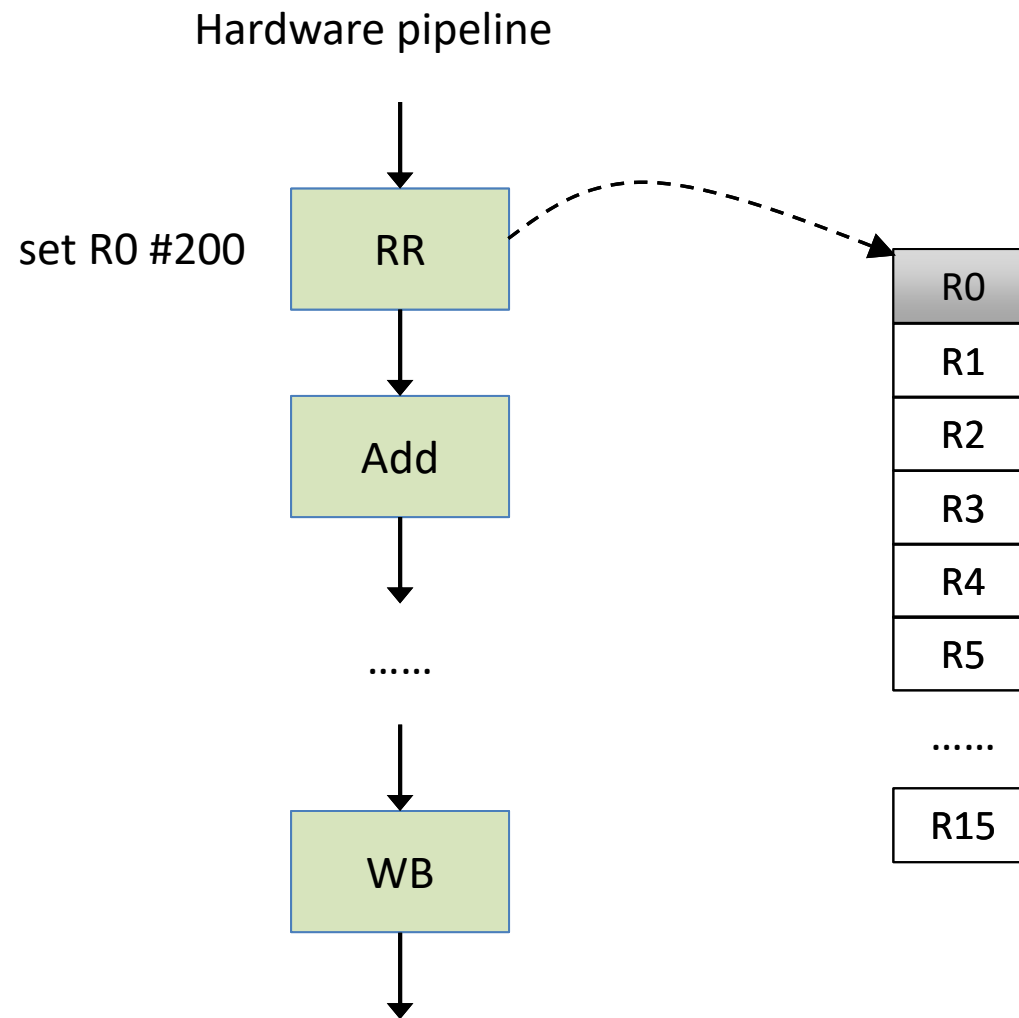 Hardware pipeline
set R0 #200
RR
Add
......
WB
R0
R1
R2
R3
R4
R5
......
R15